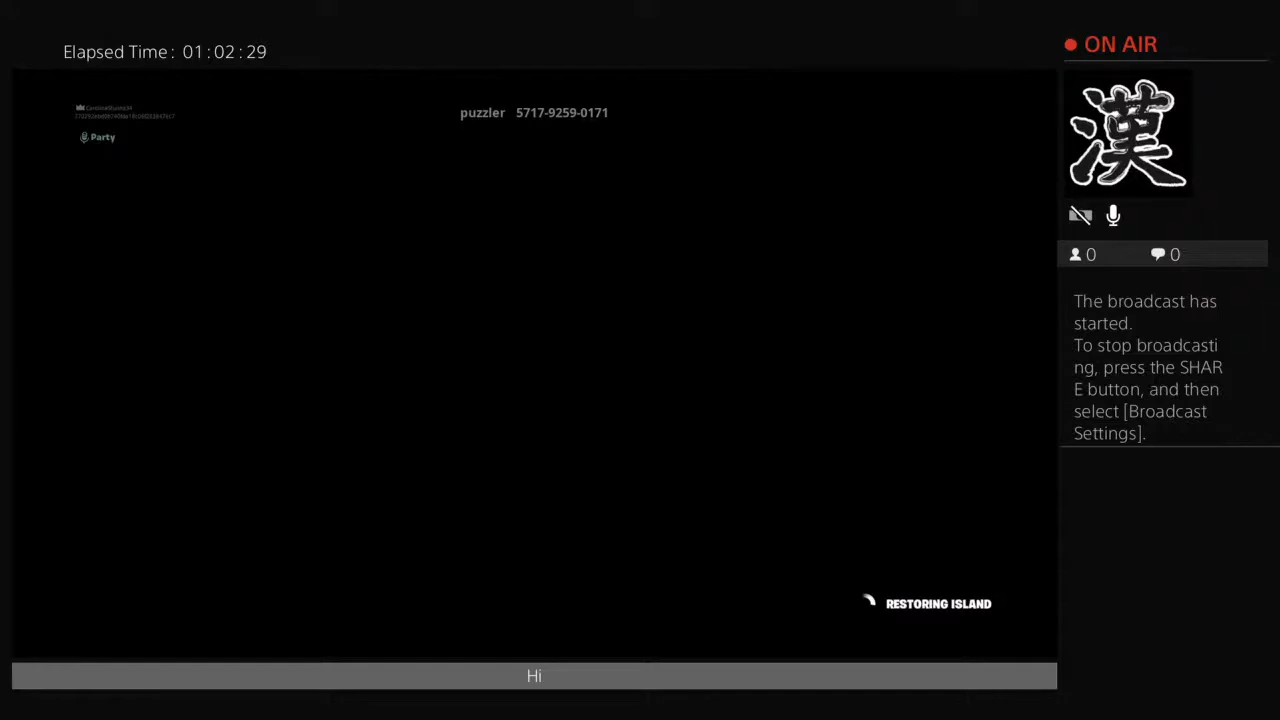 Elapsed Time: 01:02:29
ON AIR
puzzler 5717-9259-0171
Party
漢
0 0
The broadcast has
started.
To stop broadcasti
ng, press the SHAR
E button, and then
select [Broadcast
Settings].
RESTORING ISLAND
Hi